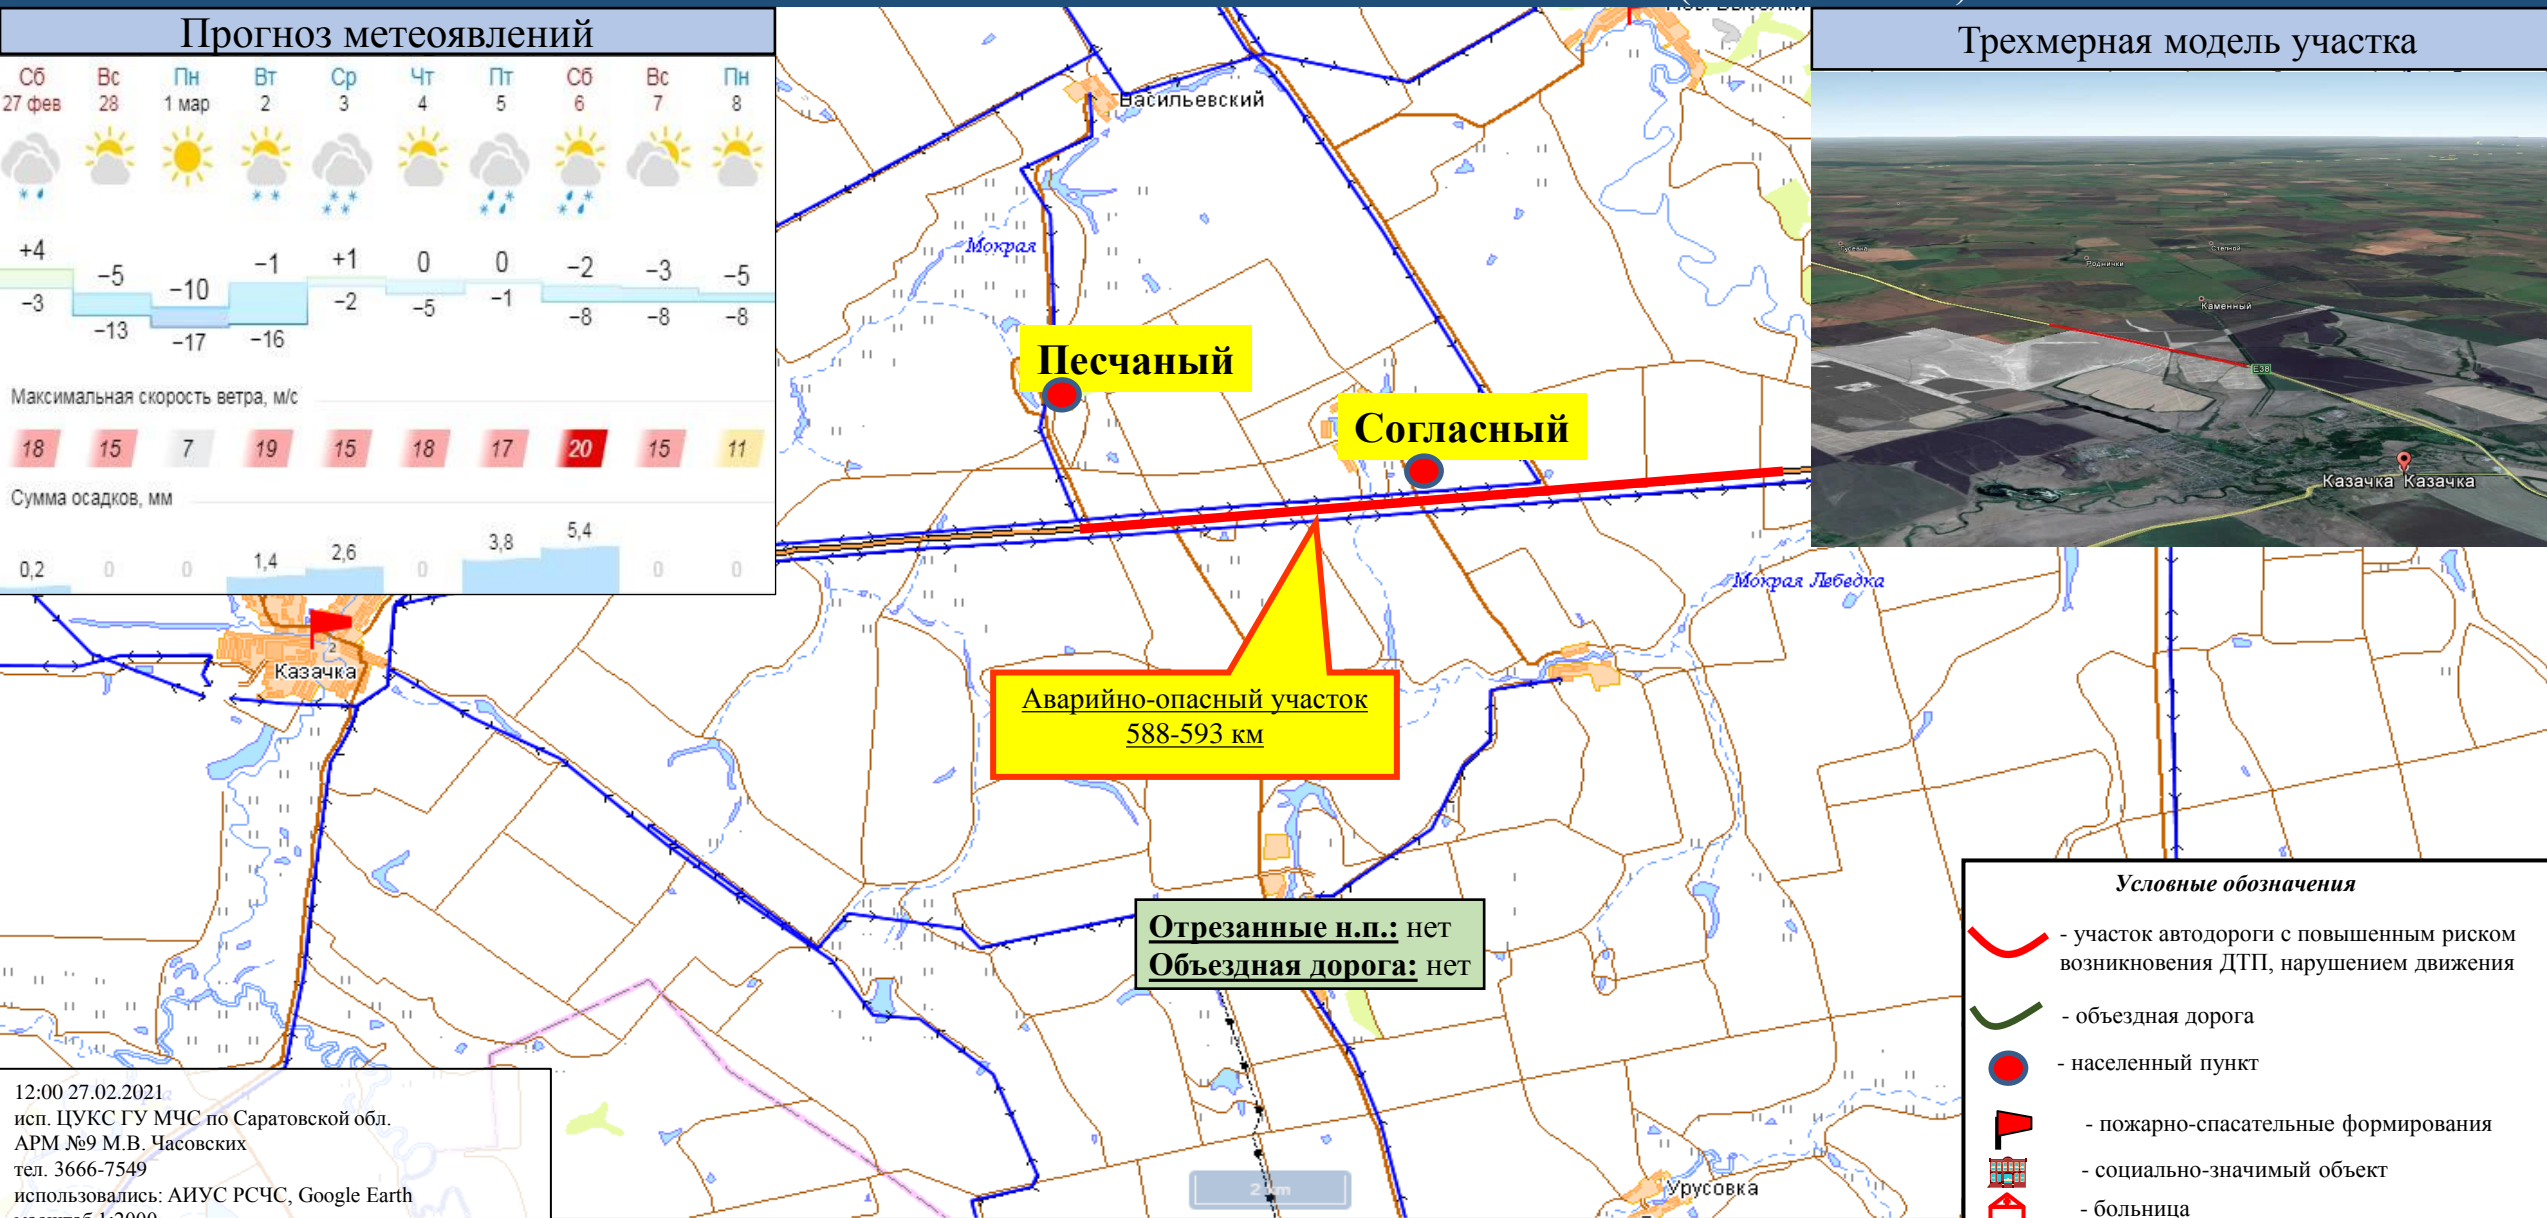 Прогноз метеоявлений
Сб Вс Пн Вт Ср Чт Пт Сб Вс Пн
27 фев 28 1 мар 2 3 4 5 6 7 8
+4 −5 −10 −1 +1 0 0 −2 −3 −5
−3 −13 −17 −16 −2 −5 −1 −8 −8 −8
Максимальная скорость ветра, м/с
18 15 7 19 15 18 17 20 15 11
Сумма осадков, мм
0,2 0 0 1,4 2,6 0 3,8 5,4 0 0
Трехмерная модель участка
Степной
Роднички
Каменный
E38
Казачка Казачка
Васильевский
Мокрая
Песчаный
Согласный
Мокрая Лебедка
2
Казачка
Аварийно-опасный участок
588-593 км
Отрезанные н.п.: нет
Объездная дорога: нет
Урусовка
2 km
Условные обозначения
- участок автодороги с повышенным риском
возникновения ДТП, нарушением движения
- объездная дорога
- населенный пункт
- пожарно-спасательные формирования
- социально-значимый объект
- больница
12:00 27.02.2021
исп. ЦУКС ГУ МЧС по Саратовской обл.
АРМ №9 М.В. Часовских
тел. 3666-7549
использовались: АИУС РСЧС, Google Earth